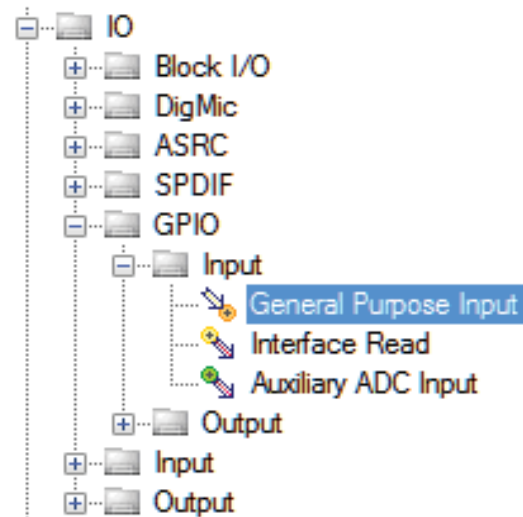 IO
Block I/O
DigMic
ASRC
SPDIF
GPIO
Input
General Purpose Input
Interface Read
Auxiliary ADC Input
Output
Input
Output